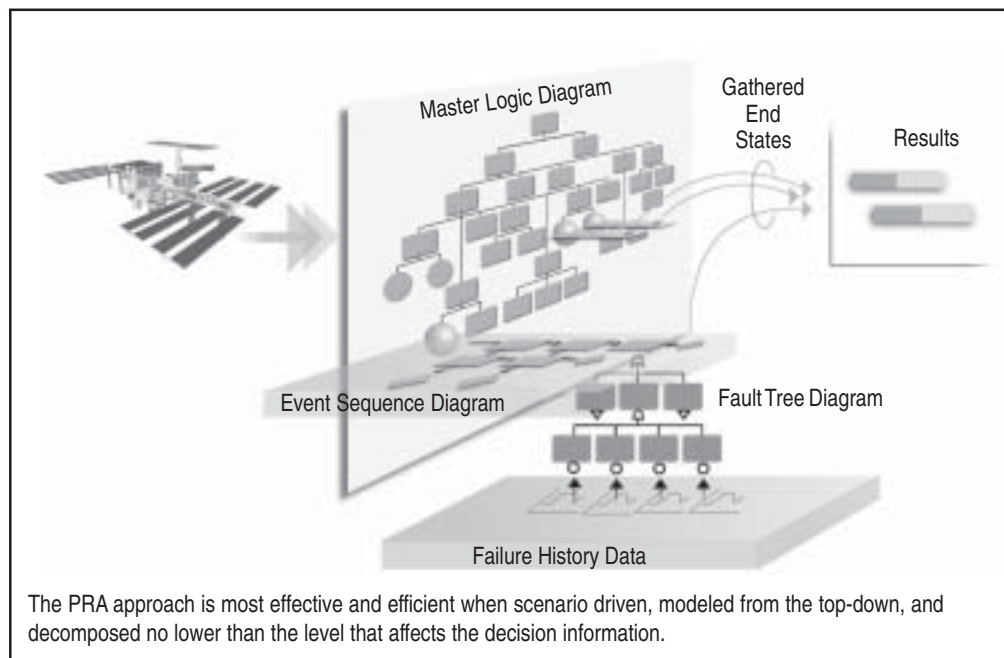 Master Logic Diagram
Gathered
End
States
Results
Event Sequence Diagram
Fault Tree Diagram
Failure History Data
The PRA approach is most effective and efficient when scenario driven, modeled from the top-down, and
decomposed no lower than the level that affects the decision information.